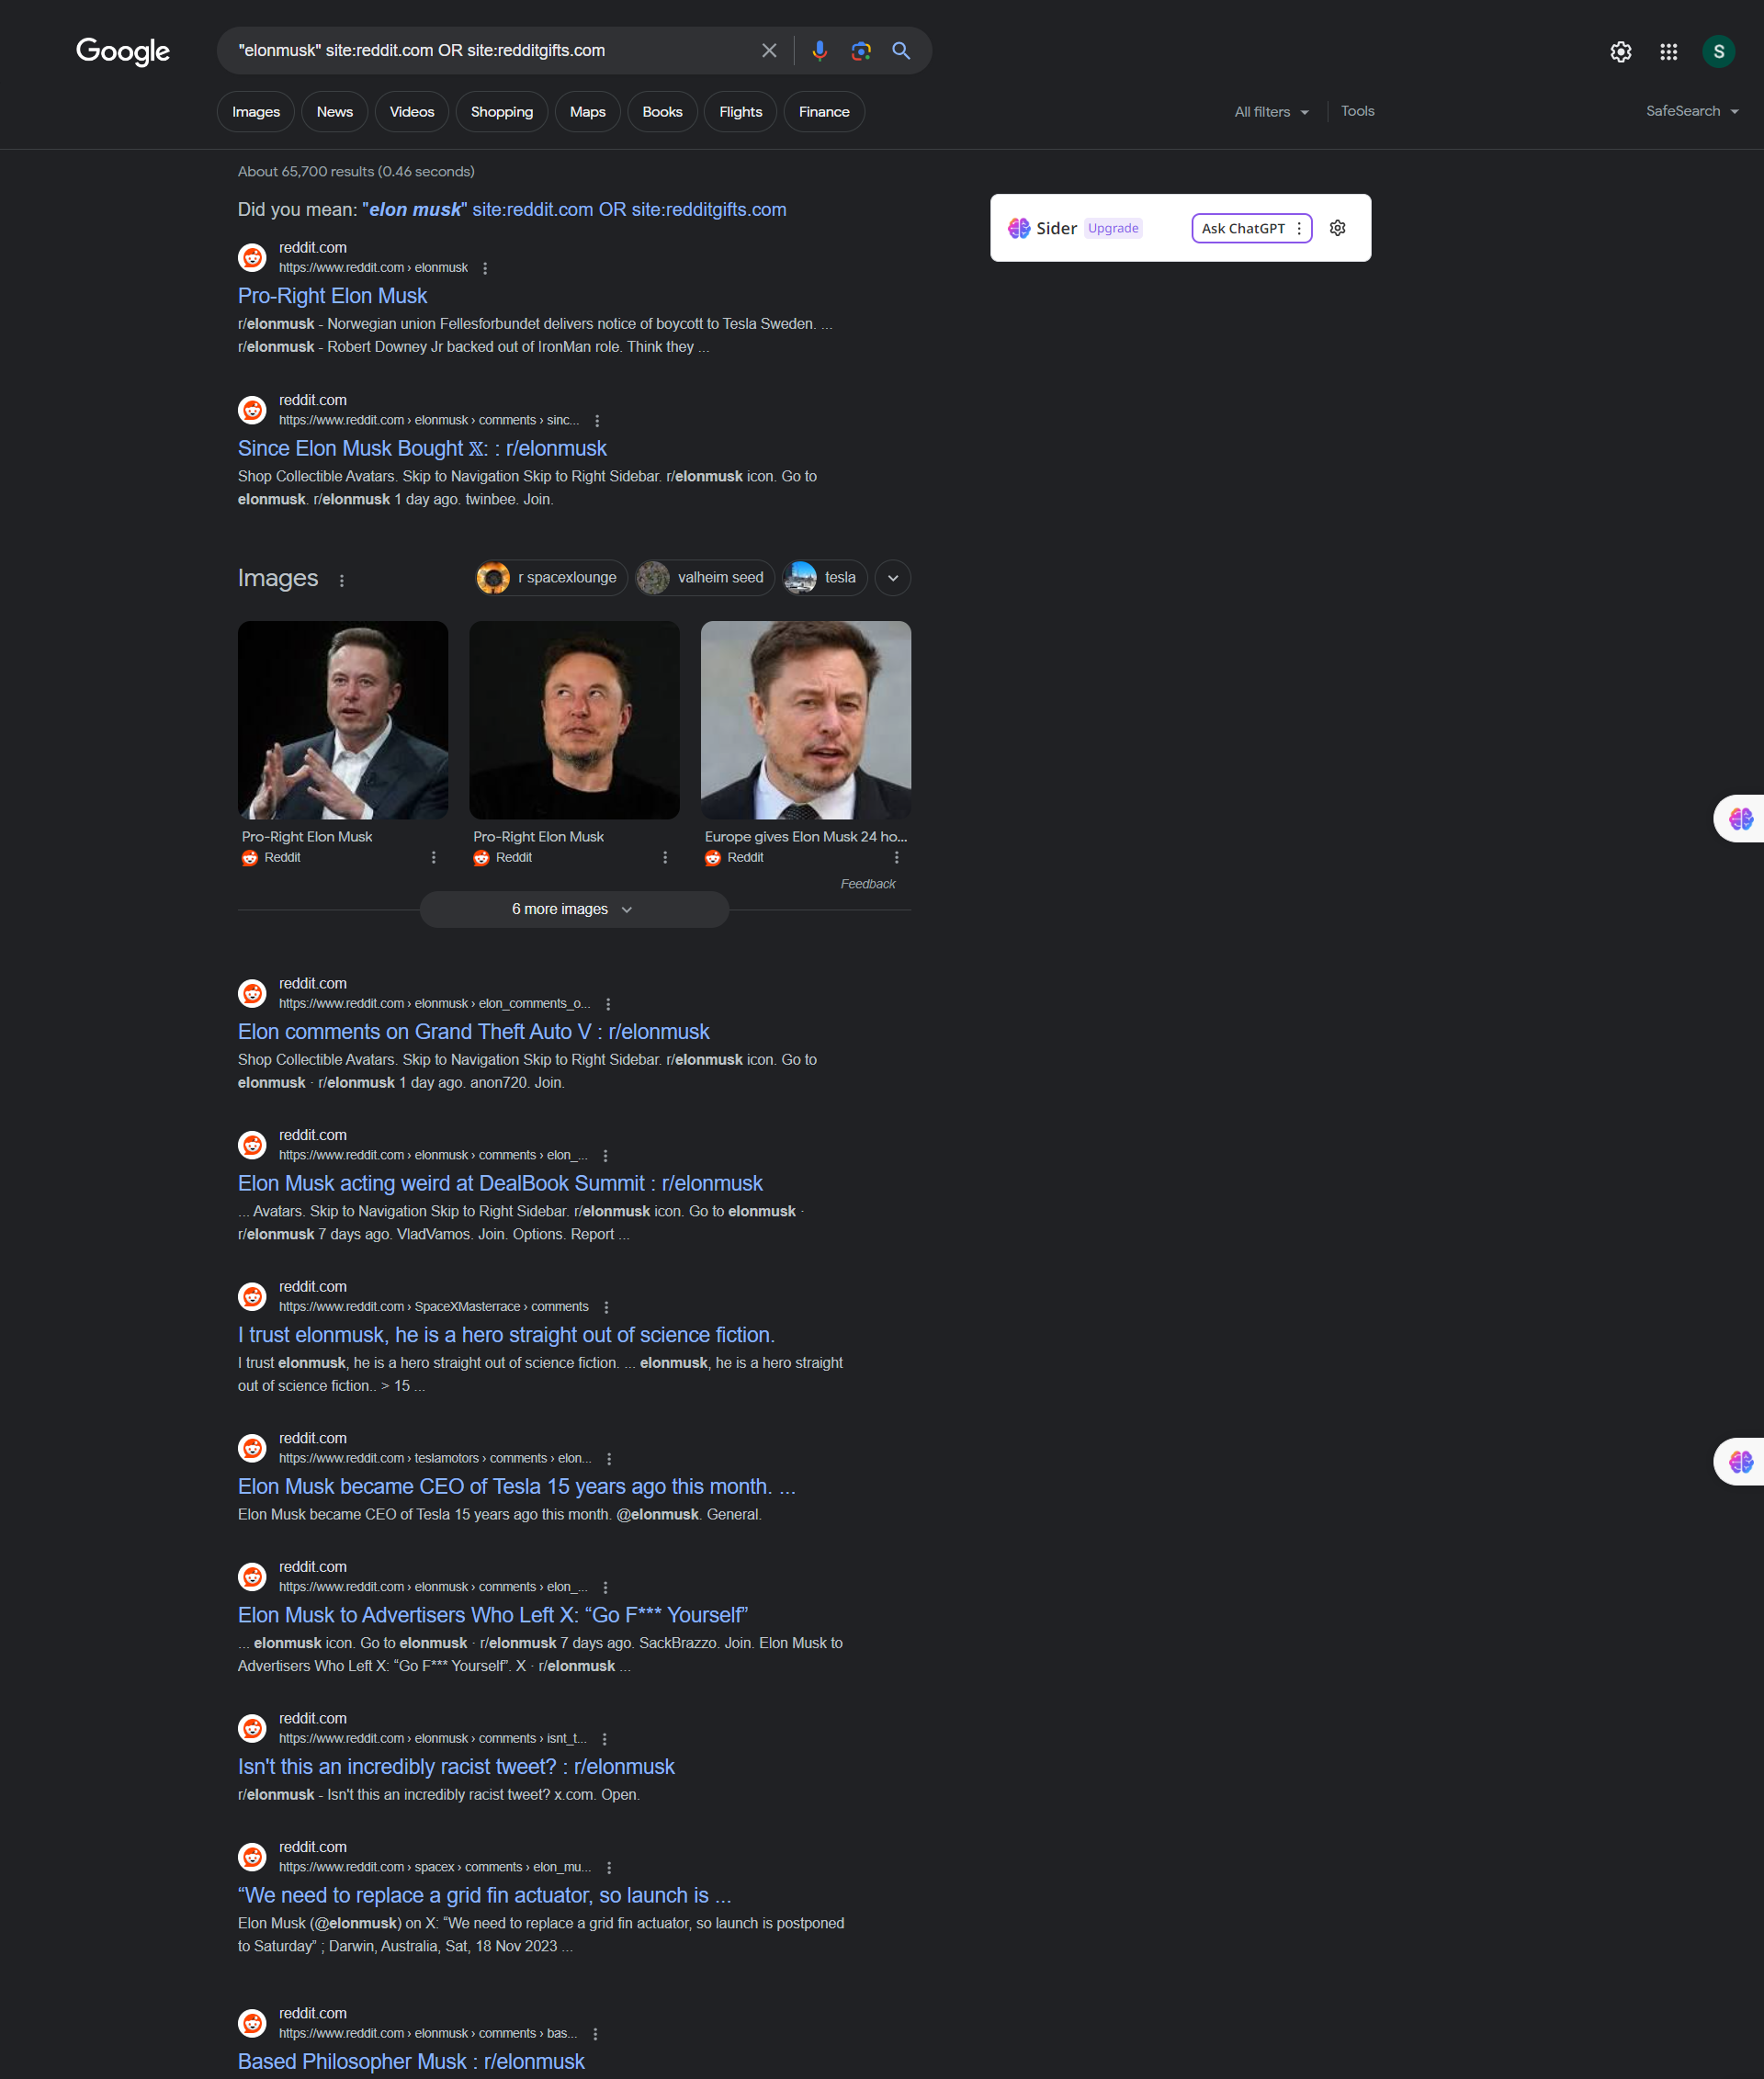 Google
"elonmusk" site:reddit.com OR site:redditgifts.com
S
Images
News
Videos
Shopping
Maps
Books
Flights
Finance
All filters
Tools
SafeSearch
About 65,700 results (0.46 seconds)
Did you mean: "elon musk" site:reddit.com OR site:redditgifts.com
Sider Upgrade
Ask ChatGPT
reddit.com
https://www.reddit.com › elonmusk
Pro-Right Elon Musk
r/elonmusk - Norwegian union Fellesforbundet delivers notice of boycott to Tesla Sweden. ...
r/elonmusk - Robert Downey Jr backed out of IronMan role. Think they ...
reddit.com
https://www.reddit.com › elonmusk › comments › sinc...
Since Elon Musk Bought 𝕏: : r/elonmusk
Shop Collectible Avatars. Skip to Navigation Skip to Right Sidebar. r/elonmusk icon. Go to
elonmusk. r/elonmusk 1 day ago. twinbee. Join.
Images
r spacexlounge
valheim seed
tesla
Pro-Right Elon Musk
Reddit
Pro-Right Elon Musk
Reddit
Europe gives Elon Musk 24 ho...
Reddit
Feedback
6 more images
reddit.com
https://www.reddit.com › elonmusk › elon_comments_o...
Elon comments on Grand Theft Auto V : r/elonmusk
Shop Collectible Avatars. Skip to Navigation Skip to Right Sidebar. r/elonmusk icon. Go to
elonmusk · r/elonmusk 1 day ago. anon720. Join.
reddit.com
https://www.reddit.com › elonmusk › comments › elon_...
Elon Musk acting weird at DealBook Summit : r/elonmusk
... Avatars. Skip to Navigation Skip to Right Sidebar. r/elonmusk icon. Go to elonmusk ·
r/elonmusk 7 days ago. VladVamos. Join. Options. Report ...
reddit.com
https://www.reddit.com › SpaceXMasterrace › comments
I trust elonmusk, he is a hero straight out of science fiction.
I trust elonmusk, he is a hero straight out of science fiction. ... elonmusk, he is a hero straight
out of science fiction.. > 15 ...
reddit.com
https://www.reddit.com › teslamotors › comments › elon...
Elon Musk became CEO of Tesla 15 years ago this month. ...
Elon Musk became CEO of Tesla 15 years ago this month. @elonmusk. General.
reddit.com
https://www.reddit.com › elonmusk › comments › elon_...
Elon Musk to Advertisers Who Left X: “Go F*** Yourself”
... elonmusk icon. Go to elonmusk · r/elonmusk 7 days ago. SackBrazzo. Join. Elon Musk to
Advertisers Who Left X: “Go F*** Yourself”. X · r/elonmusk ...
reddit.com
https://www.reddit.com › elonmusk › comments › isnt_t...
Isn't this an incredibly racist tweet? : r/elonmusk
r/elonmusk - Isn't this an incredibly racist tweet? x.com. Open.
reddit.com
https://www.reddit.com › spacex › comments › elon_mu...
“We need to replace a grid fin actuator, so launch is ...
Elon Musk (@elonmusk) on X: “We need to replace a grid fin actuator, so launch is postponed
to Saturday” ; Darwin, Australia, Sat, 18 Nov 2023 ...
reddit.com
https://www.reddit.com › elonmusk › comments › bas...
Based Philosopher Musk : r/elonmusk